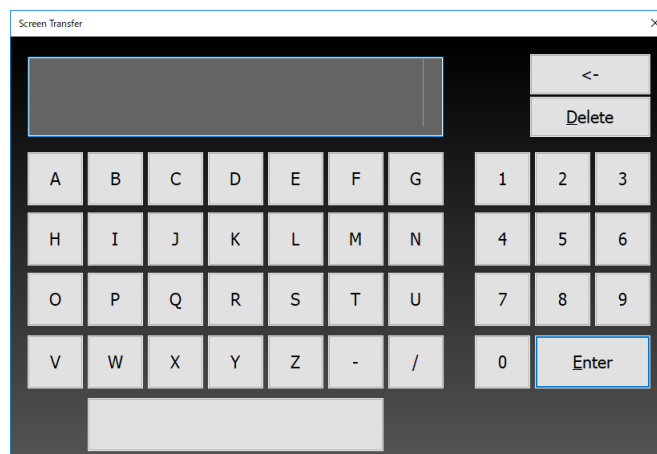 Screen Transfer
<-
Delete
A B C D E F G 1 2 3
H I J K L M N 4 5 6
O P Q R S T U 7 8 9
V W X Y Z - / 0 Enter